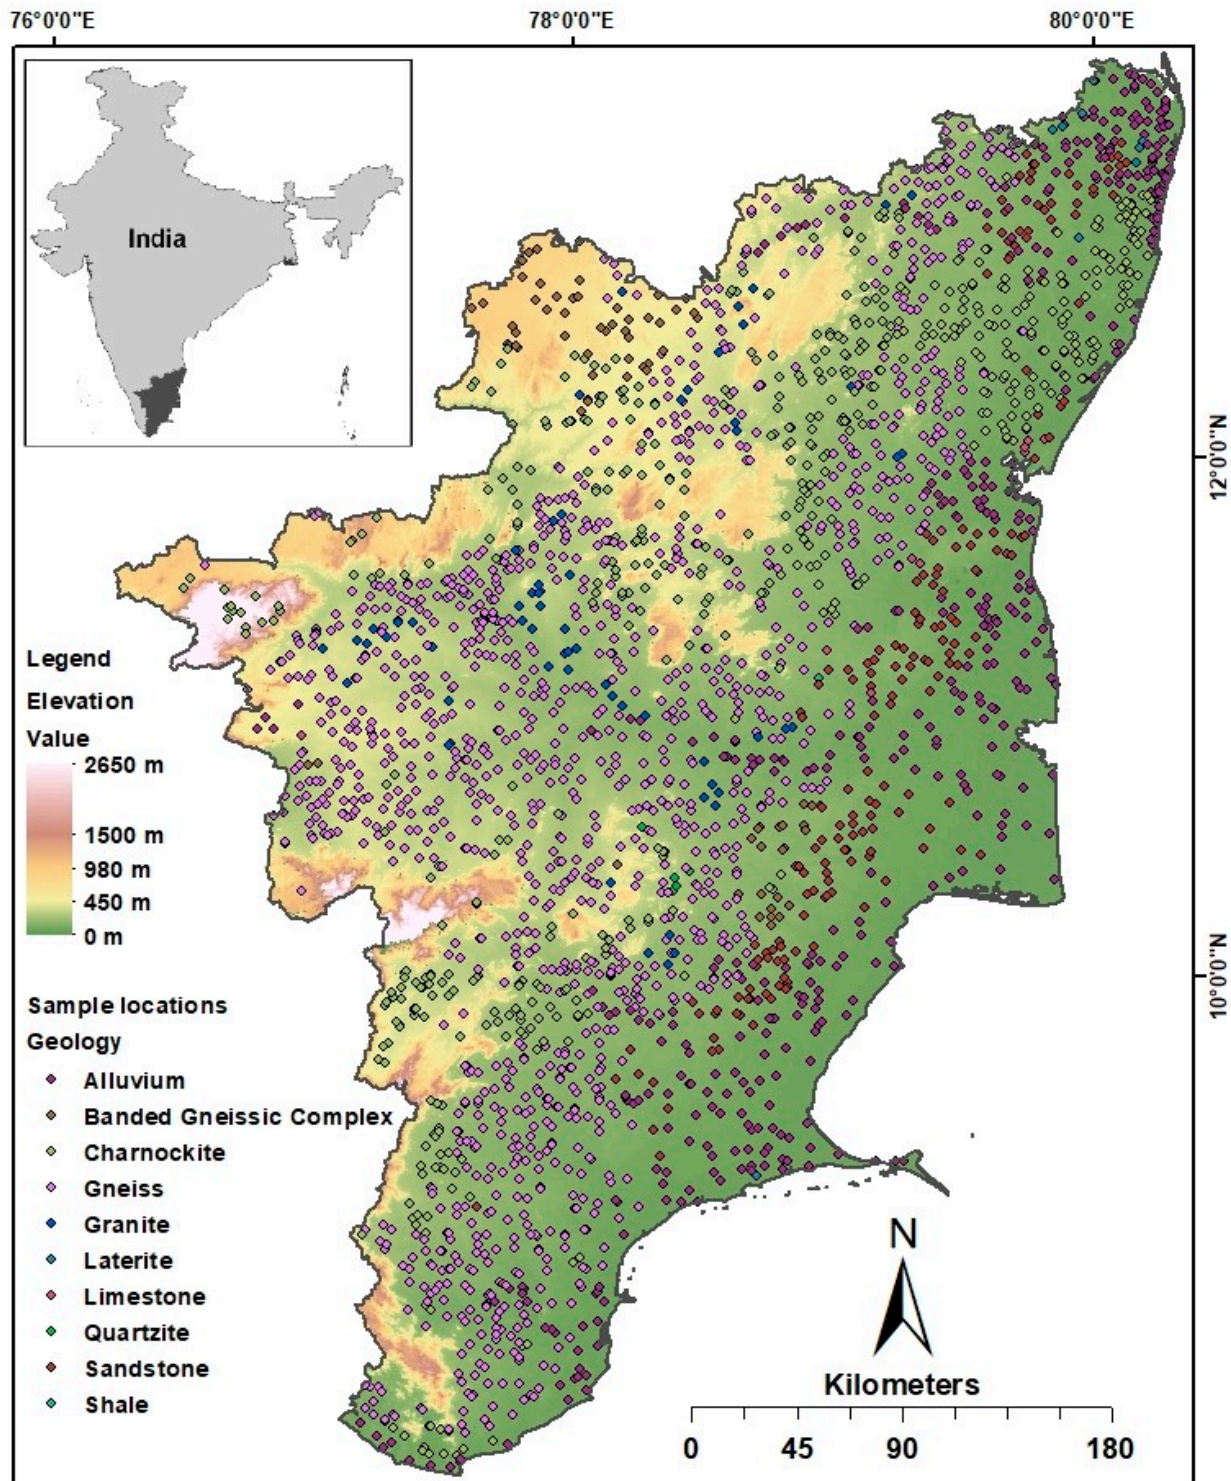 76°0'0"E 78°0'0"E 80°0'0"E
India
12°0'0"N
Legend
Elevation
Value
2650 m
1500 m
980 m
450 m
0 m
10°0'0"N
Sample locations
Geology
Alluvium
Banded Gneissic Complex
Charnockite
Gneiss
Granite
Laterite
Limestone
Quartzite
Sandstone
Shale
N
Kilometers
0 45 90 180